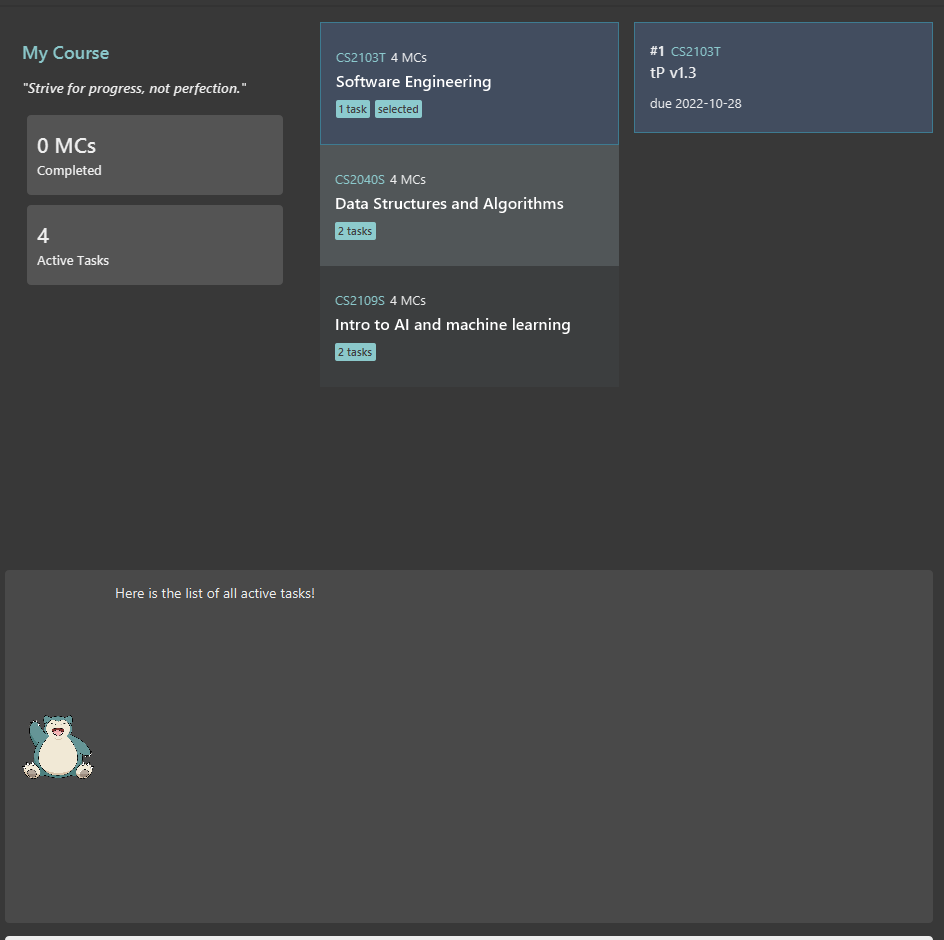 My Course
"Strive for progress, not perfection."
0 MCs
Completed
4
Active Tasks
CS2103T 4 MCs
Software Engineering
1 task selected
CS2040S 4 MCs
Data Structures and Algorithms
2 tasks
CS2109S 4 MCs
Intro to AI and machine learning
2 tasks
#1 CS2103T
tP v1.3
due 2022-10-28
Here is the list of all active tasks!